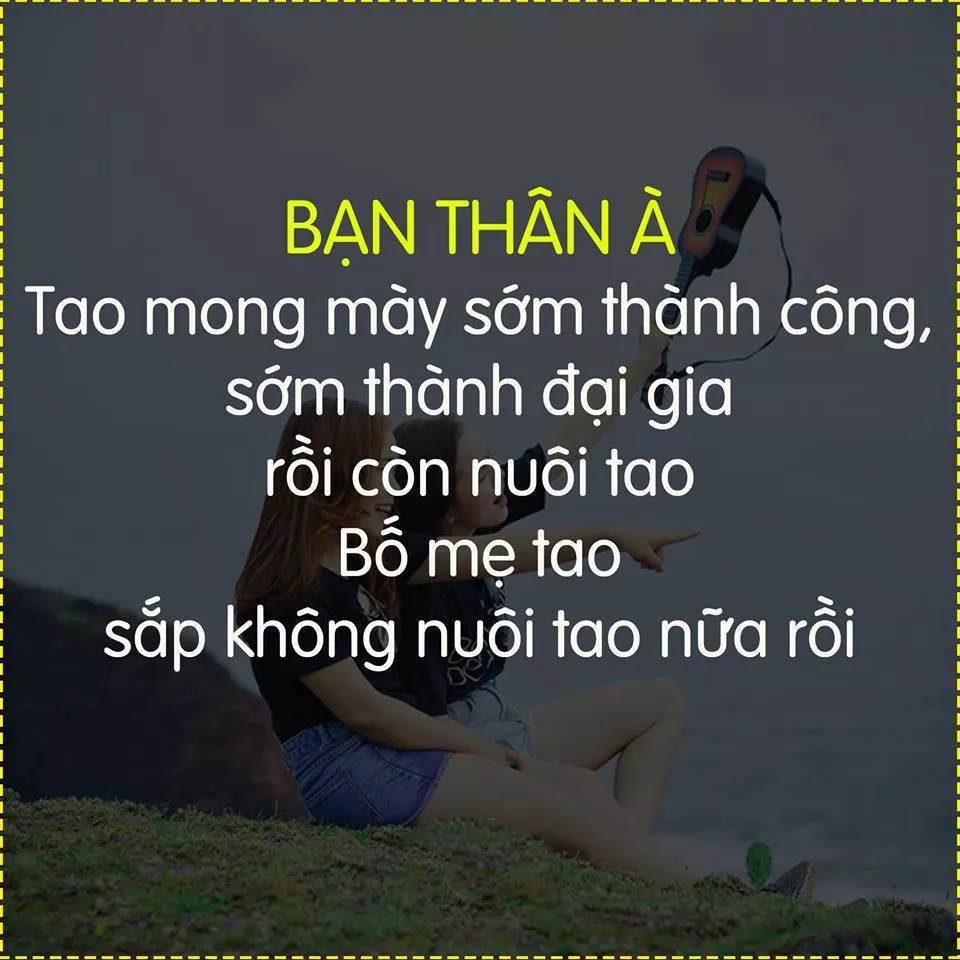 BẠN THÂN À
Tao mong mày sớm thành công,
sớm thành đại gia
rồi còn nuôi tao
Bố mẹ tao
sắp không nuôi tao nữa rồi